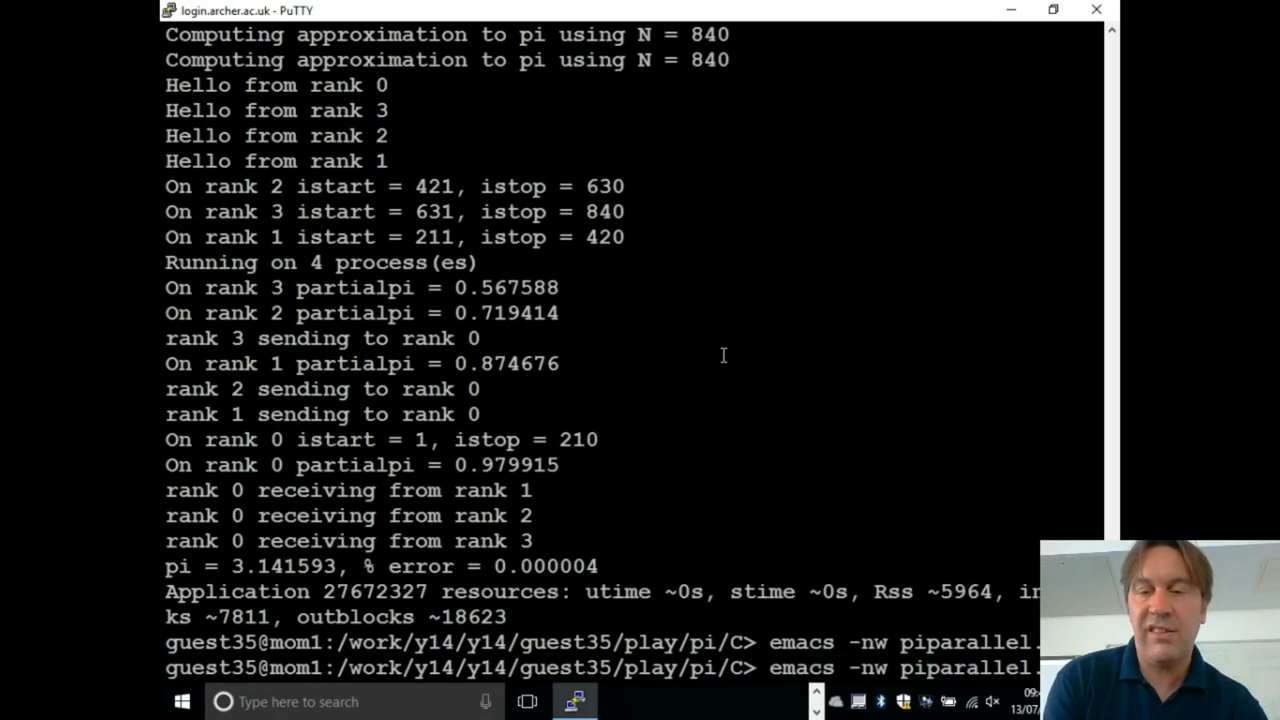 login.archer.ac.uk - PuTTY
Computing approximation to pi using N = 840
Computing approximation to pi using N = 840
Hello from rank 0
Hello from rank 3
Hello from rank 2
Hello from rank 1
On rank 2 istart = 421, istop = 630
On rank 3 istart = 631, istop = 840
On rank 1 istart = 211, istop = 420
Running on 4 process(es)
On rank 3 partialpi = 0.567588
On rank 2 partialpi = 0.719414
rank 3 sending to rank 0
On rank 1 partialpi = 0.874676
rank 2 sending to rank 0
rank 1 sending to rank 0
On rank 0 istart = 1, istop = 210
On rank 0 partialpi = 0.979915
rank 0 receiving from rank 1
rank 0 receiving from rank 2
rank 0 receiving from rank 3
pi = 3.141593, % error = 0.000004
Application 27672327 resources: utime ~0s, stime ~0s, Rss ~5964,
ks ~7811, outblocks ~18623
guest35@mom1:/work/y14/y14/guest35/play/pi/C> emacs -nw piparallel.
guest35@mom1:/work/y14/y14/guest35/play/pi/C> emacs -nw piparallel.
Type here to search